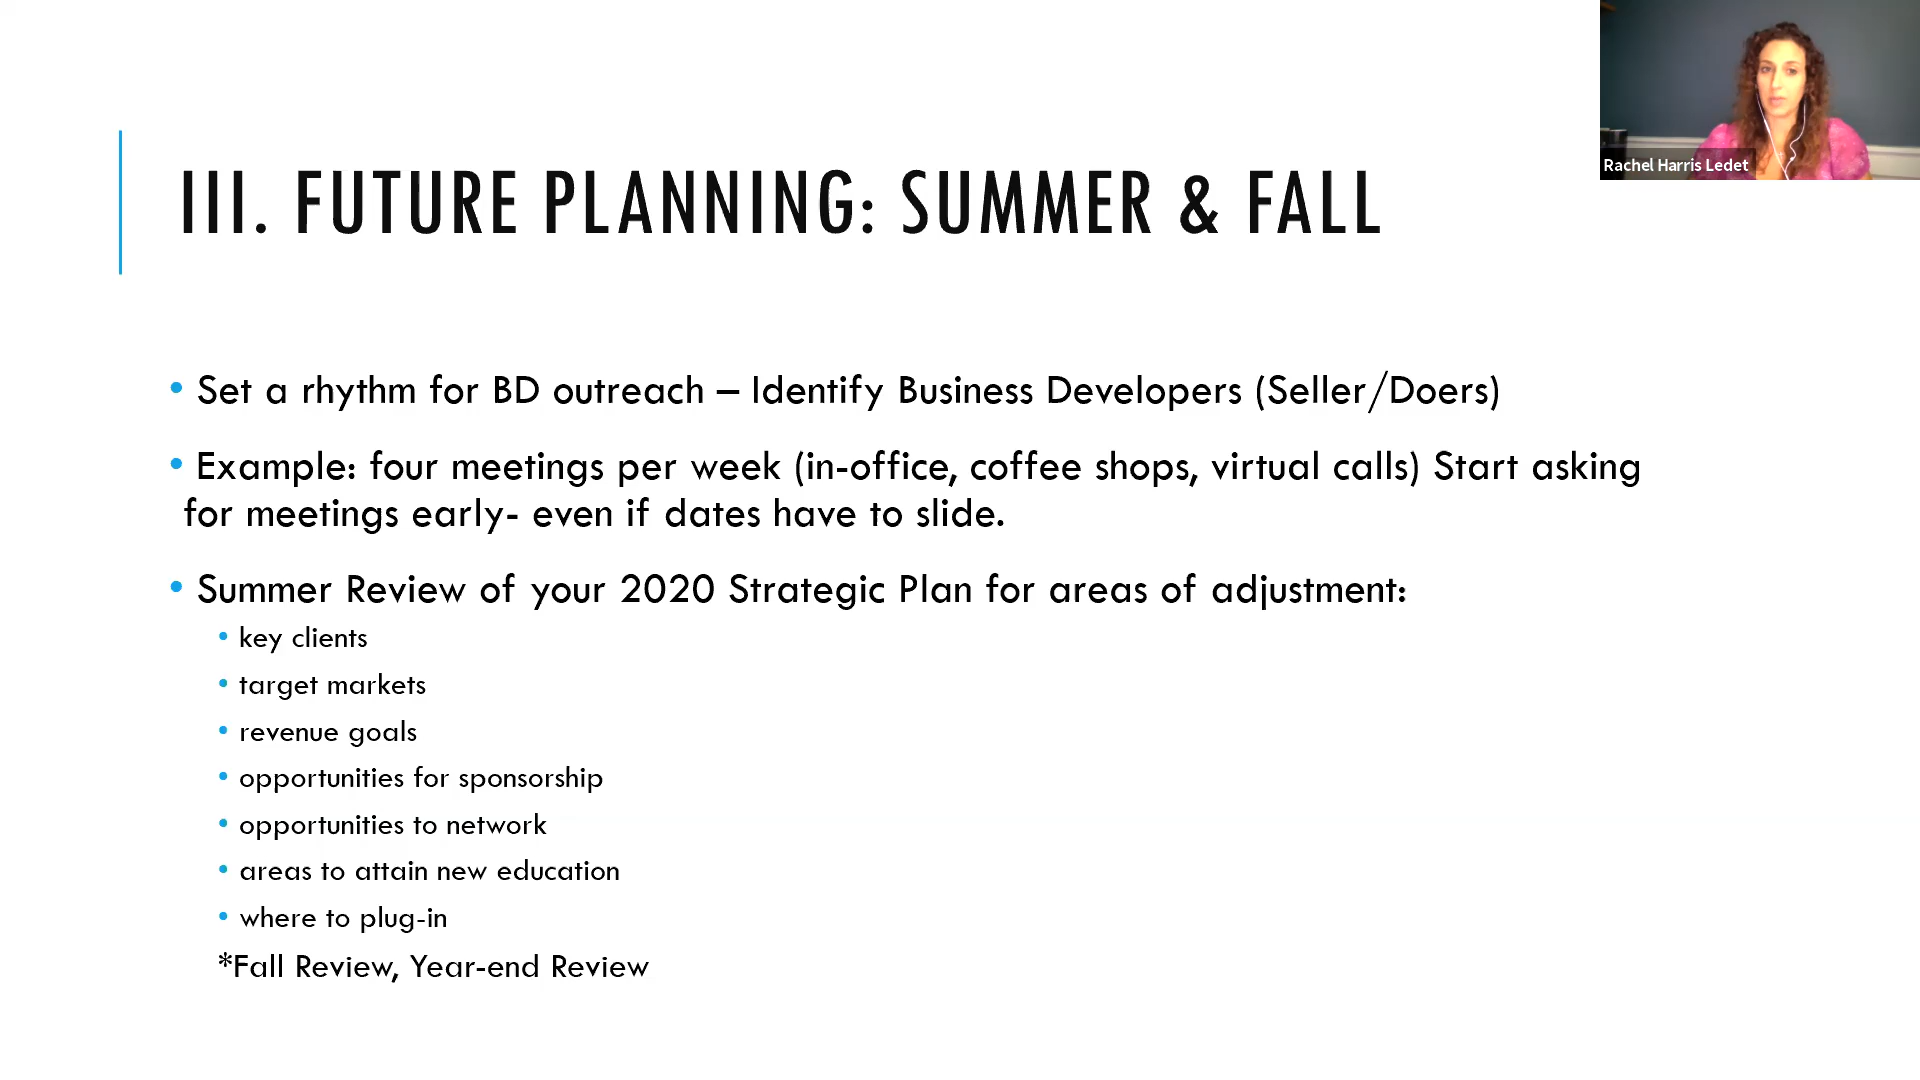 Rachel Harris Ledet
III. FUTURE PLANNING: SUMMER & FALL
• Set a rhythm for BD outreach – Identify Business Developers (Seller/Doers)
• Example: four meetings per week (in-office, coffee shops, virtual calls) Start asking
for meetings early- even if dates have to slide.
• Summer Review of your 2020 Strategic Plan for areas of adjustment:
• key clients
• target markets
• revenue goals
• opportunities for sponsorship
• opportunities to network
• areas to attain new education
• where to plug-in
*Fall Review, Year-end Review